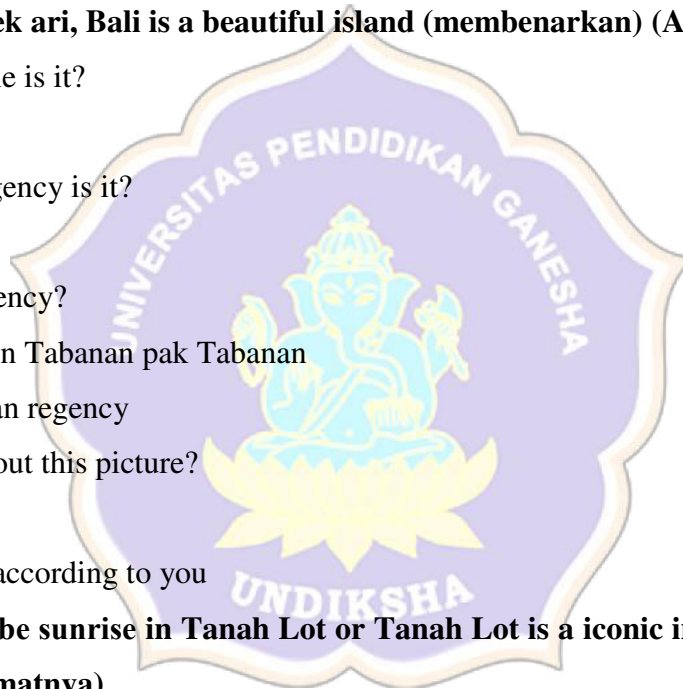 ek ari, Bali is a beautiful island (membenarkan) (A
e is it?
gency is it?
UNIVERSITAS PENDIDIKAN GANESHA
ency?
n Tabanan pak Tabanan
an regency
out this picture?
according to you
UNDIKSHA
be sunrise in Tanah Lot or Tanah Lot is a iconic i
matnya)